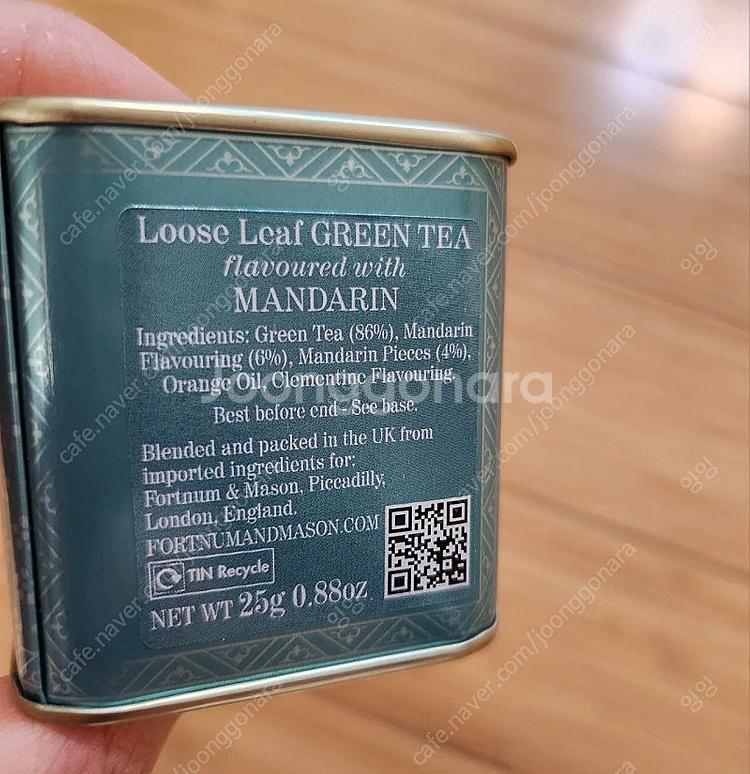 Loose Leaf GREEN TEA
flavoured with
MANDARIN
Ingredients: Green Tea (86%), Mandarin
Flavouring (6%), Mandarin Pieces (4%),
Orange Oil, Clementine Flavouring.
Best before end - See base.
Blended and packed in the UK from
imported ingredients for:
Fortnum & Mason, Piccadilly,
London, England.
FORTNUMANDMASON.COM
TIN Recycle
NET WT 25g 0.88oz
Joonggonara
cafe.naver.com/joonggonara